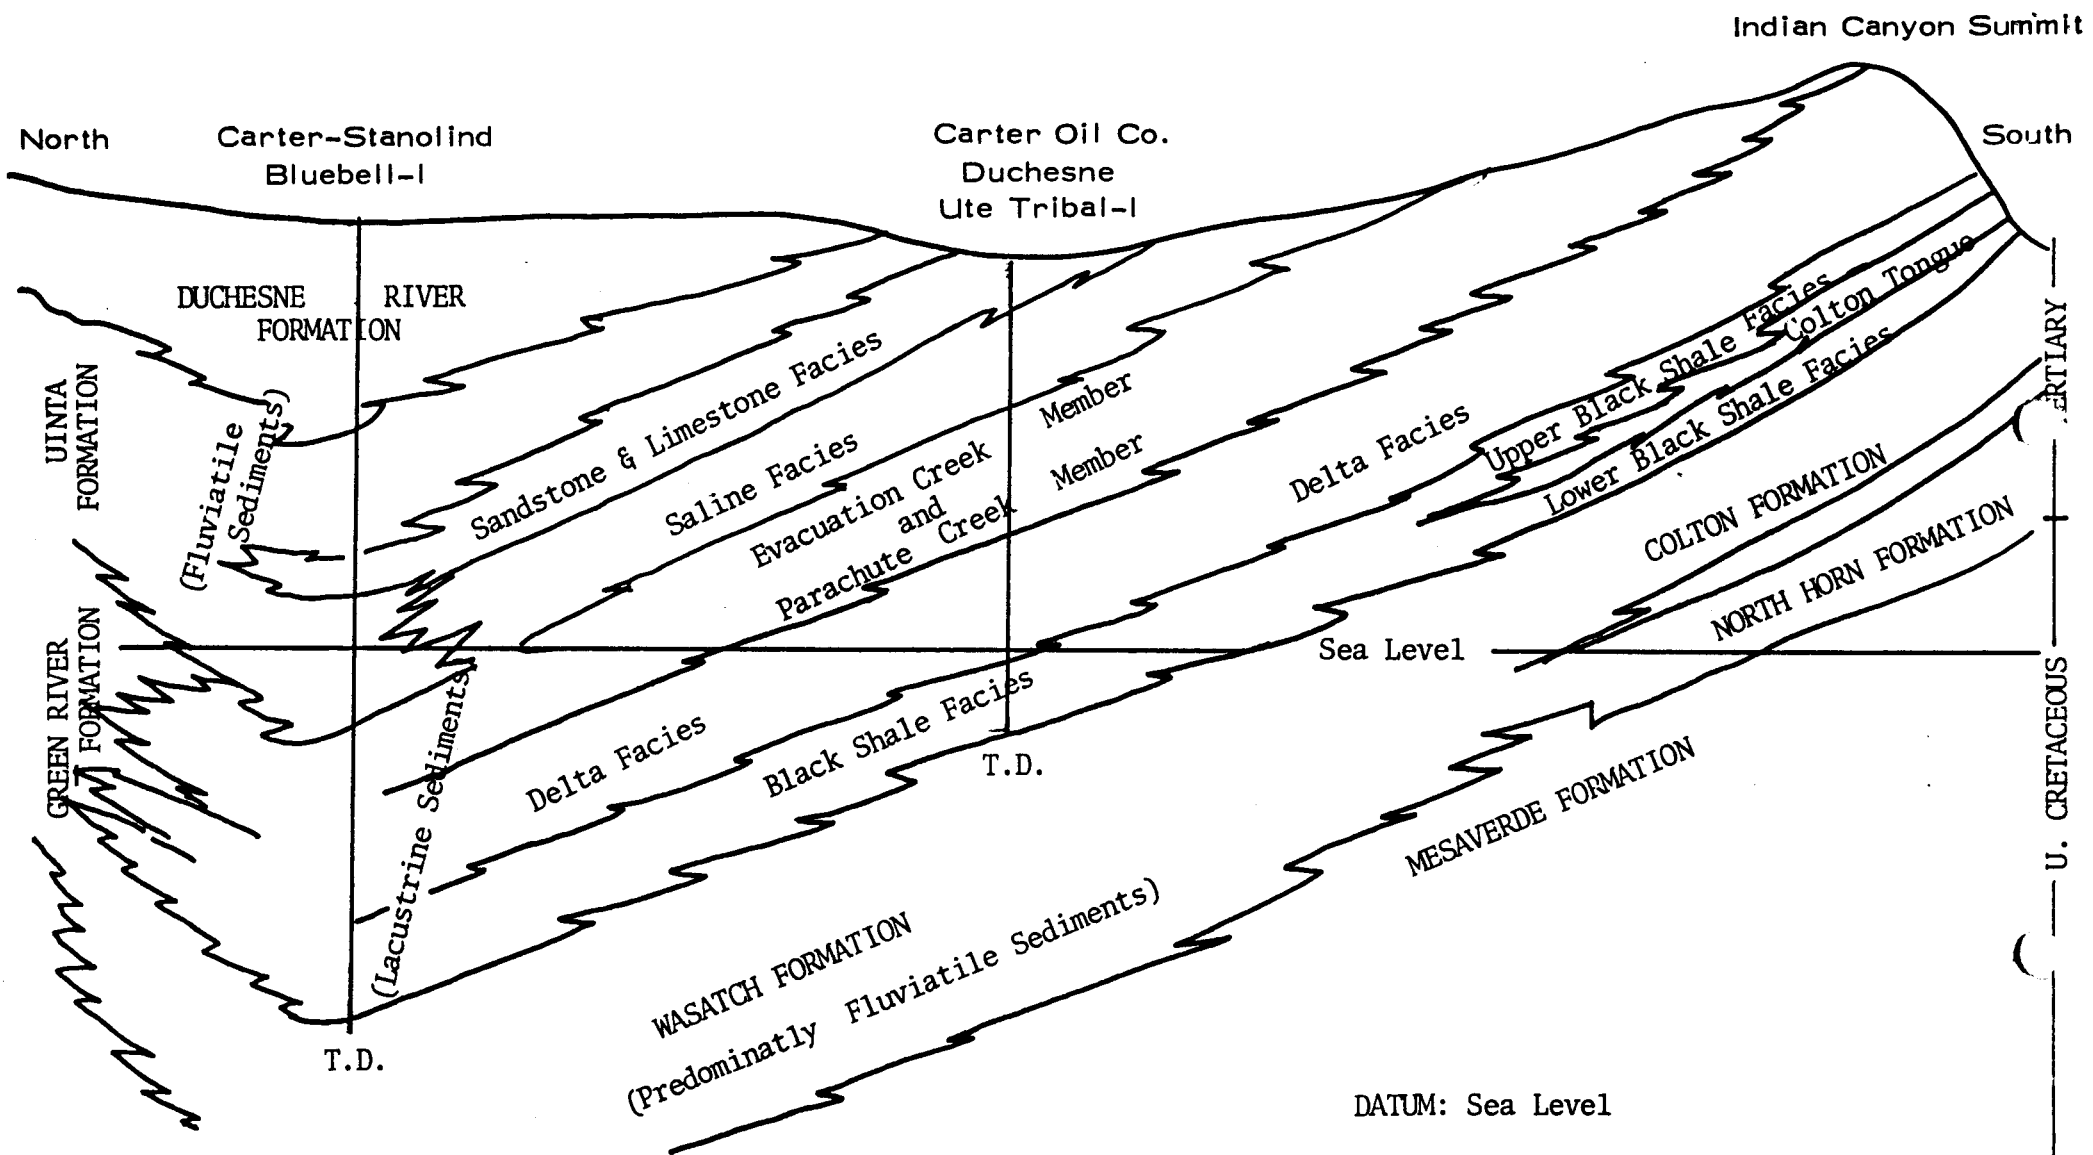 Indian Canyon Summit
North
Carter-Stanolind
Bluebell-1
Carter Oil Co.
Duchesne
Ute Tribal-1
South
DUCHESNE RIVER
FORMATION
UINTA
FORMATION
(Fluviatile
Sediments)
GREEN RIVER
FORMATION
(Lacustrine Sediments)
Sandstone & Limestone Facies
Saline Facies
Evacuation Creek Member
and
Parachute Creek Member
Delta Facies
Black Shale Facies
Delta Facies
Upper Black Shale Facies
Colton Tongue
Lower Black Shale Facies
COLTON FORMATION
NORTH HORN FORMATION
Sea Level
MESAVERDE FORMATION
WASATCH FORMATION
(Predominatly Fluviatile Sediments)
T.D.
T.D.
ERTIARY
U. CRETACEOUS
DATUM: Sea Level